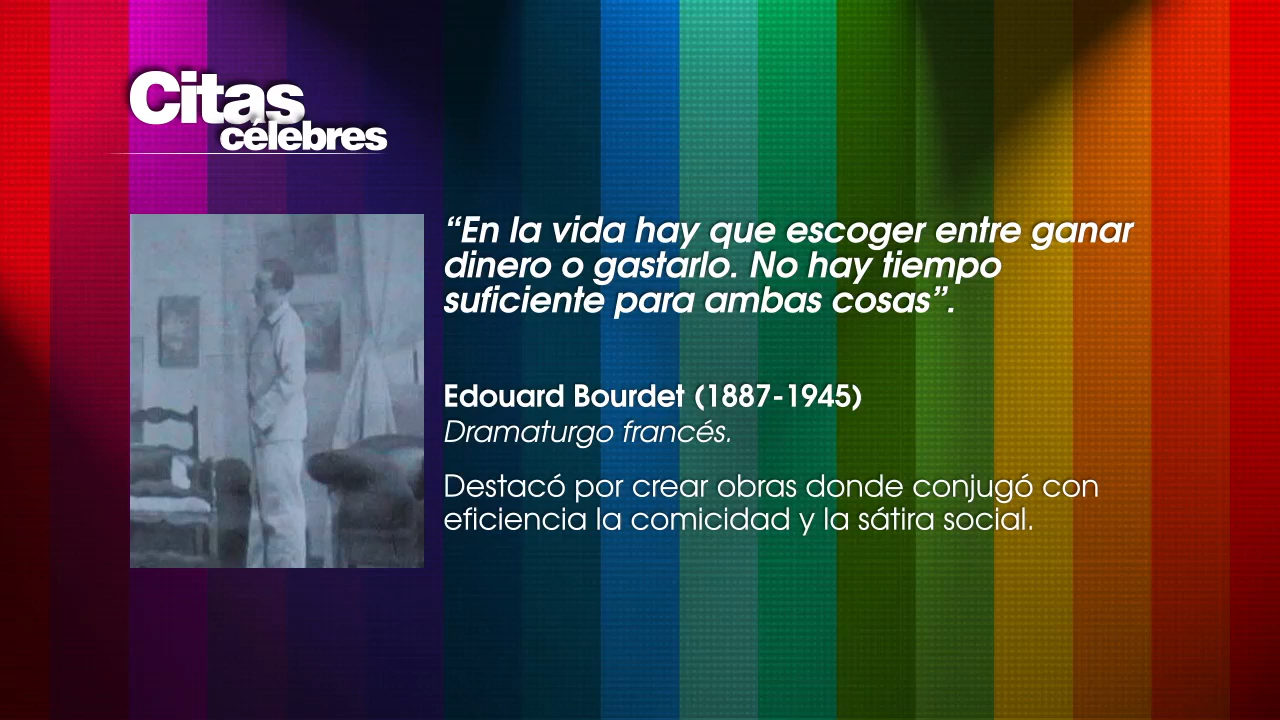 Citas
célebres
“En la vida hay que escoger entre ganar
dinero o gastarlo. No hay tiempo
suficiente para ambas cosas”.
Edouard Bourdet (1887-1945)
Dramaturgo francés.
Destacó por crear obras donde conjugó con
eficiencia la comicidad y la sátira social.